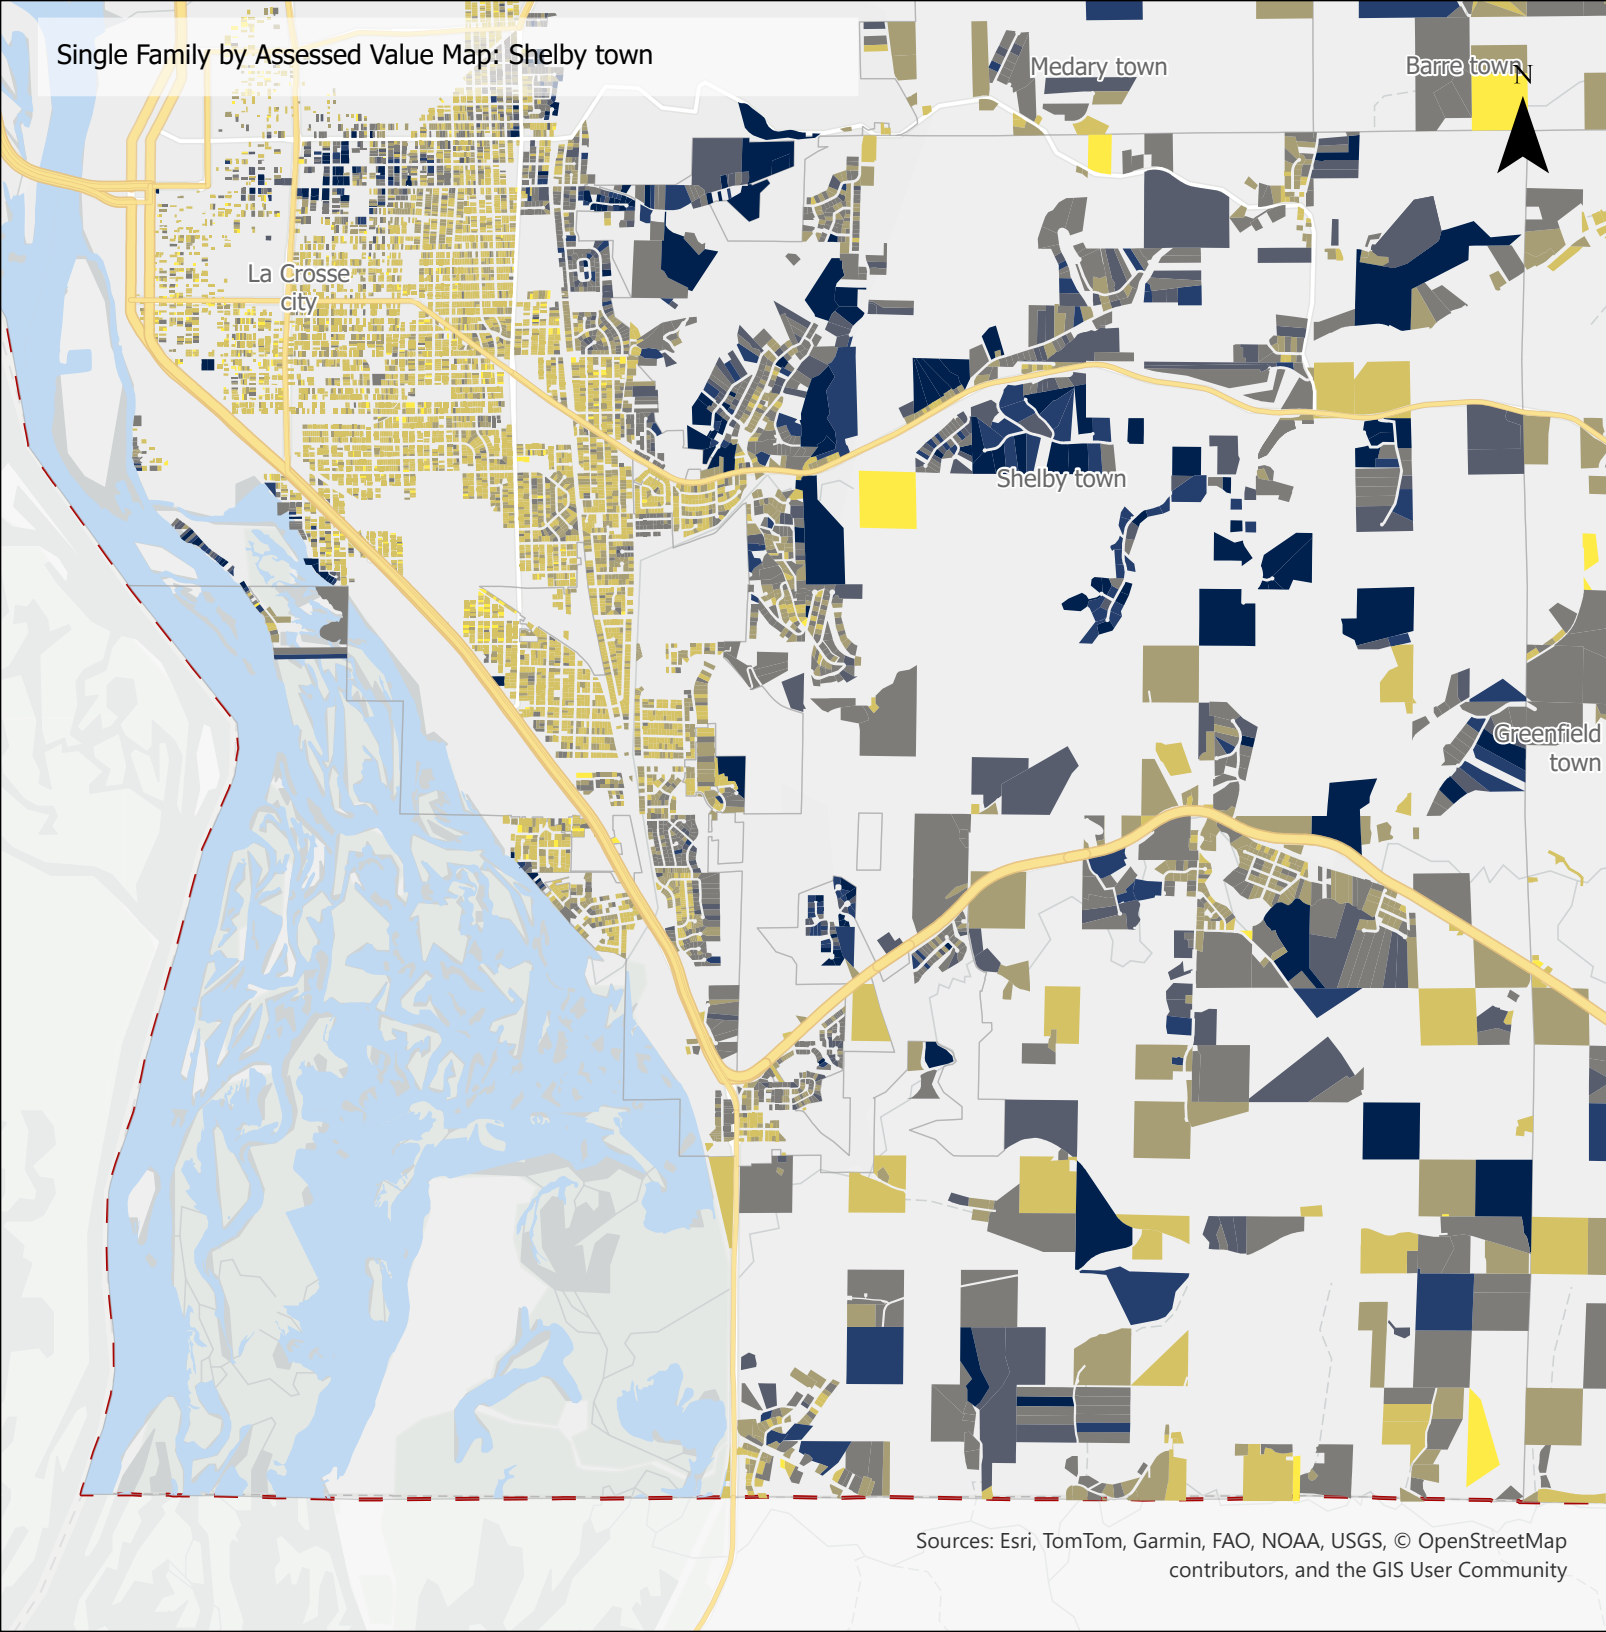 Single Family by Assessed Value Map: Shelby town
Medary town
Barre town
N
La Crosse
city
Shelby town
Greenfield
town
Sources: Esri, TomTom, Garmin, FAO, NOAA, USGS, © OpenStreetMap
contributors, and the GIS User Community